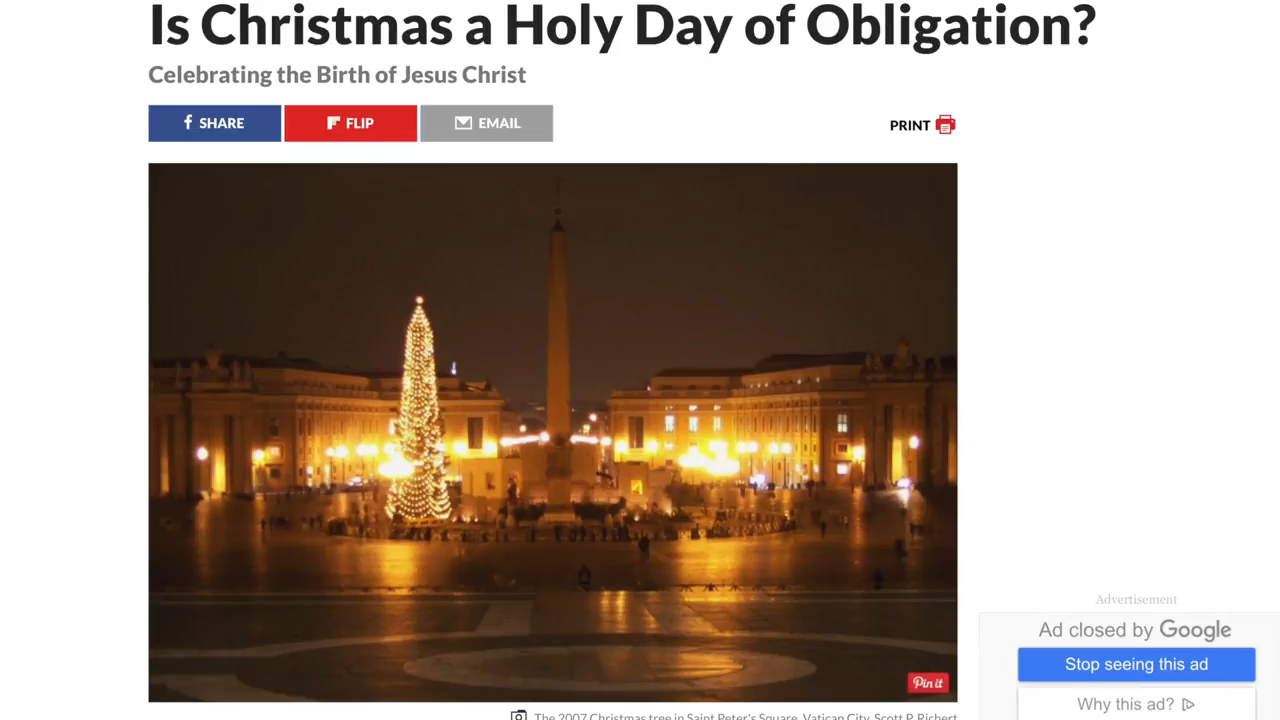 Is Christmas a Holy Day of Obligation?
Celebrating the Birth of Jesus Christ
SHARE
FLIP
EMAIL
PRINT
Pin it
Advertisement
Ad closed by Google
Stop seeing this ad
Why this ad?
The 2007 Christmas tree in Saint Peter's Square, Vatican City. Scott P. Richert